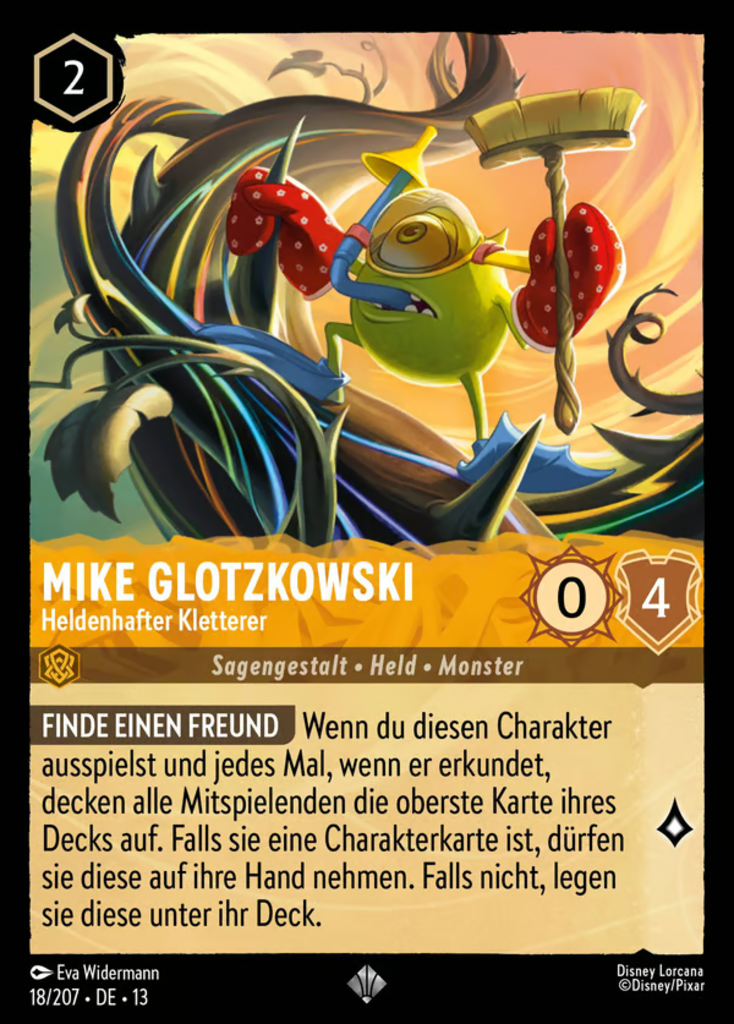 2
MIKE GLOTZKOWSKI
Heldenhafter Kletterer
0
4
Sagengestalt • Held • Monster
FINDE EINEN FREUND Wenn du diesen Charakter
ausspielst und jedes Mal, wenn er erkundet,
decken alle Mitspielenden die oberste Karte ihres
Decks auf. Falls sie eine Charakterkarte ist, dürfen
sie diese auf ihre Hand nehmen. Falls nicht, legen
sie diese unter ihr Deck.
Eva Widermann
18/207 • DE • 13
Disney Lorcana
©Disney/Pixar